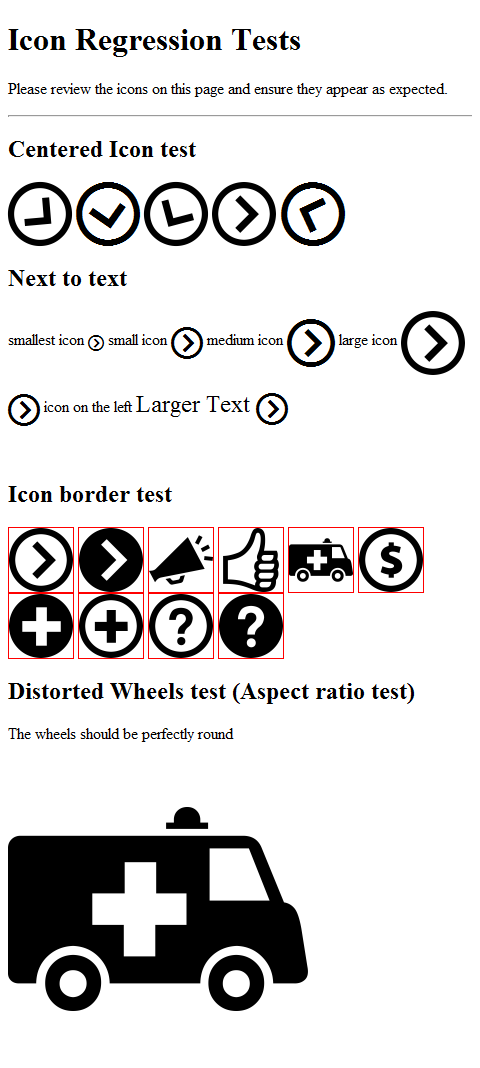 Icon Regression Tests
Please review the icons on this page and ensure they appear as expected.
Centered Icon test
Next to text
smallest icon small icon medium icon large icon
icon on the left Larger Text
Icon border test
$
? ?
Distorted Wheels test (Aspect ratio test)
The wheels should be perfectly round